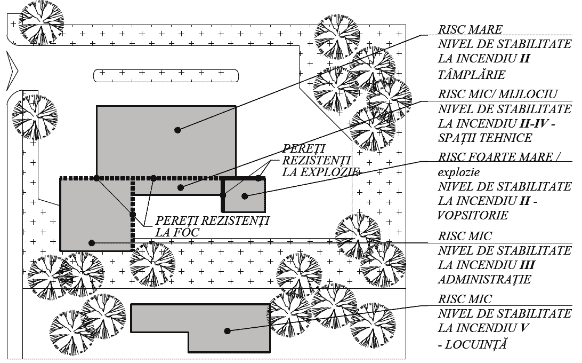 RISC MARE
NIVEL DE STABILITATE
LA INCENDIU II
TÂMPLĂRIE
RISC MIC/ MIJLOCIU
NIVEL DE STABILITATE
LA INCENDIU II-IV -
SPAȚII TEHNICE
PEREȚI
REZISTENȚI
LA EXPLOZIE
RISC FOARTE MARE /
explozie
NIVEL DE STABILITATE
LA INCENDIU II -
VOPSITORIE
PEREȚI REZISTENȚI
LA FOC
RISC MIC
NIVEL DE STABILITATE
LA INCENDIU III
ADMINISTRAȚIE
RISC MIC
NIVEL DE STABILITATE
LA INCENDIU V
- LOCUINȚĂ